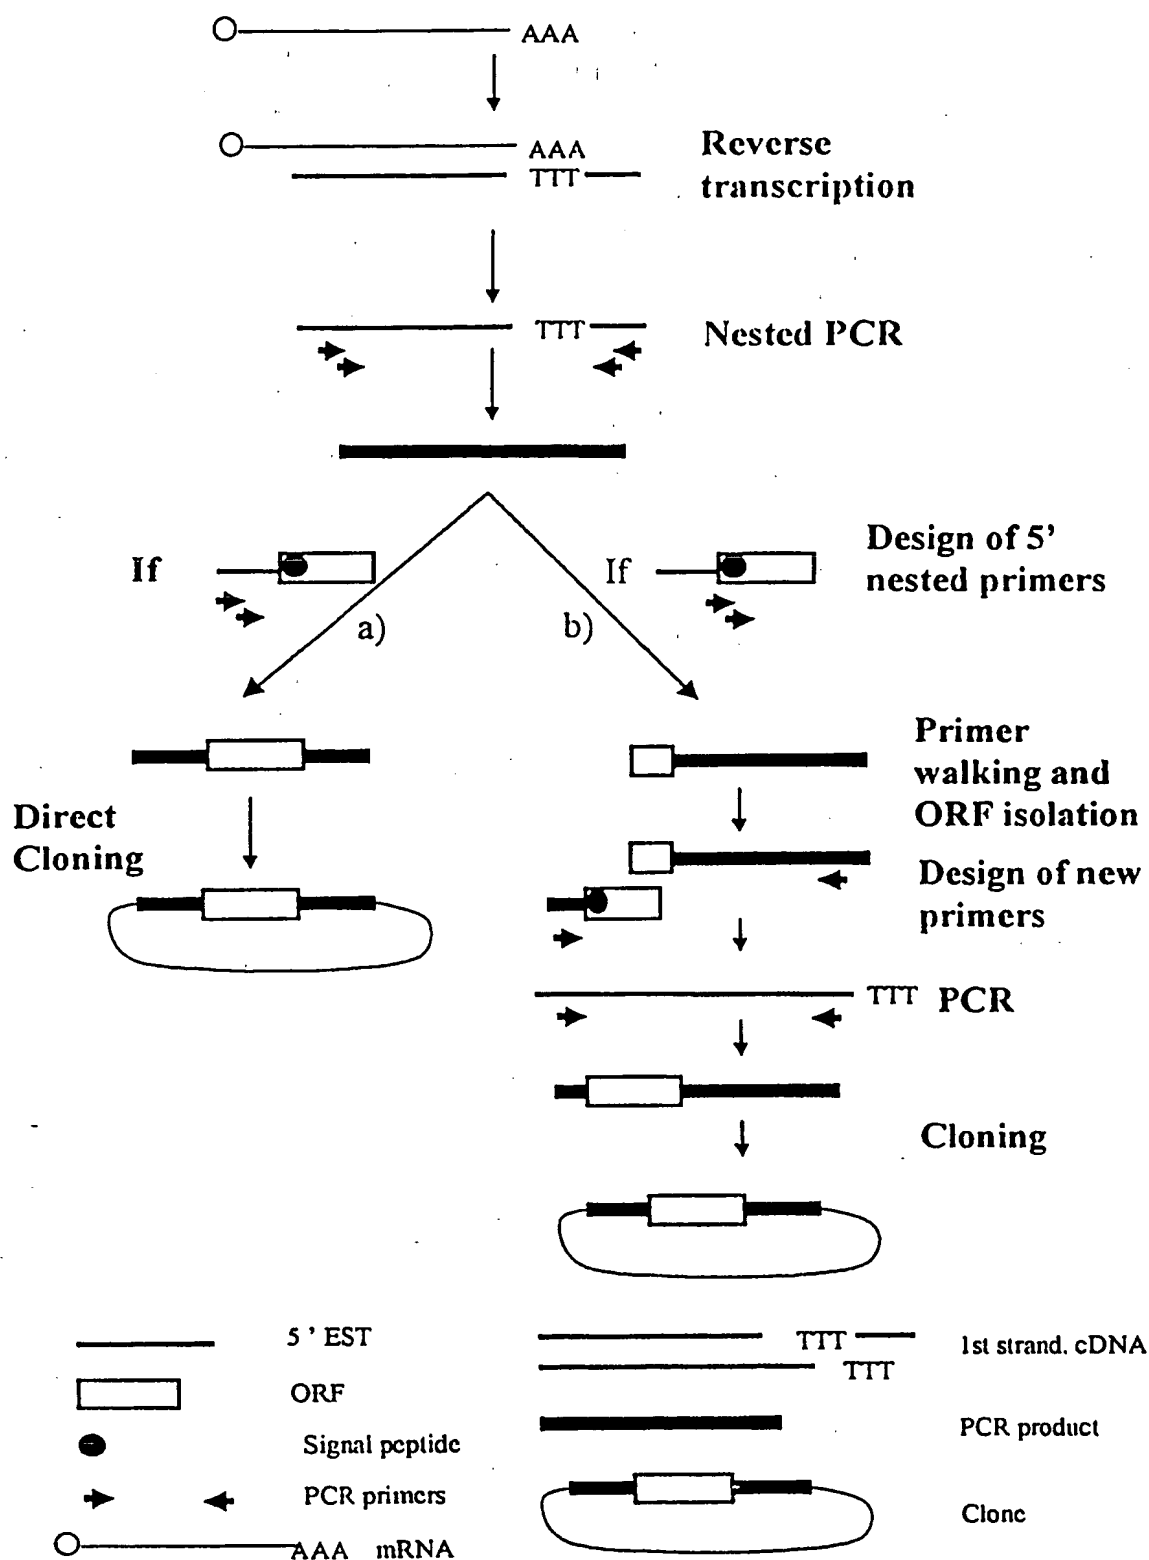 AAA
AAA
TTT
Reverse
transcription
TTT
Nested PCR
If
If
Design of 5'
nested primers
a)
b)
Primer
walking and
ORF isolation
Direct
Cloning
Design of new
primers
TTT
PCR
Cloning
5 ' EST
ORF
Signal peptide
PCR primers
AAA mRNA
TTT
TTT
1st strand. cDNA
PCR product
Clone